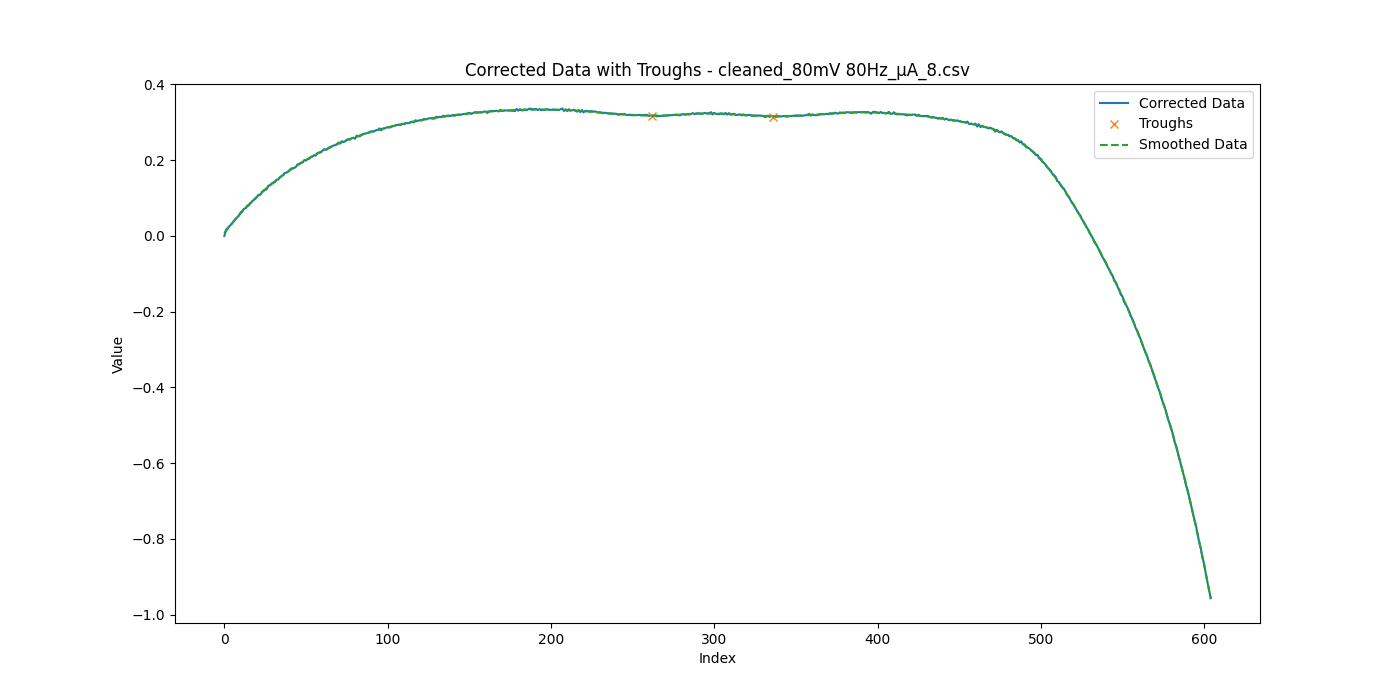 Corrected Data with Troughs - cleaned_80mV 80Hz_μA_8.csv
Corrected Data
Troughs
Smoothed Data
Value
0.4
0.2
0.0
−0.2
−0.4
−0.6
−0.8
−1.0
0 100 200 300 400 500 600
Index